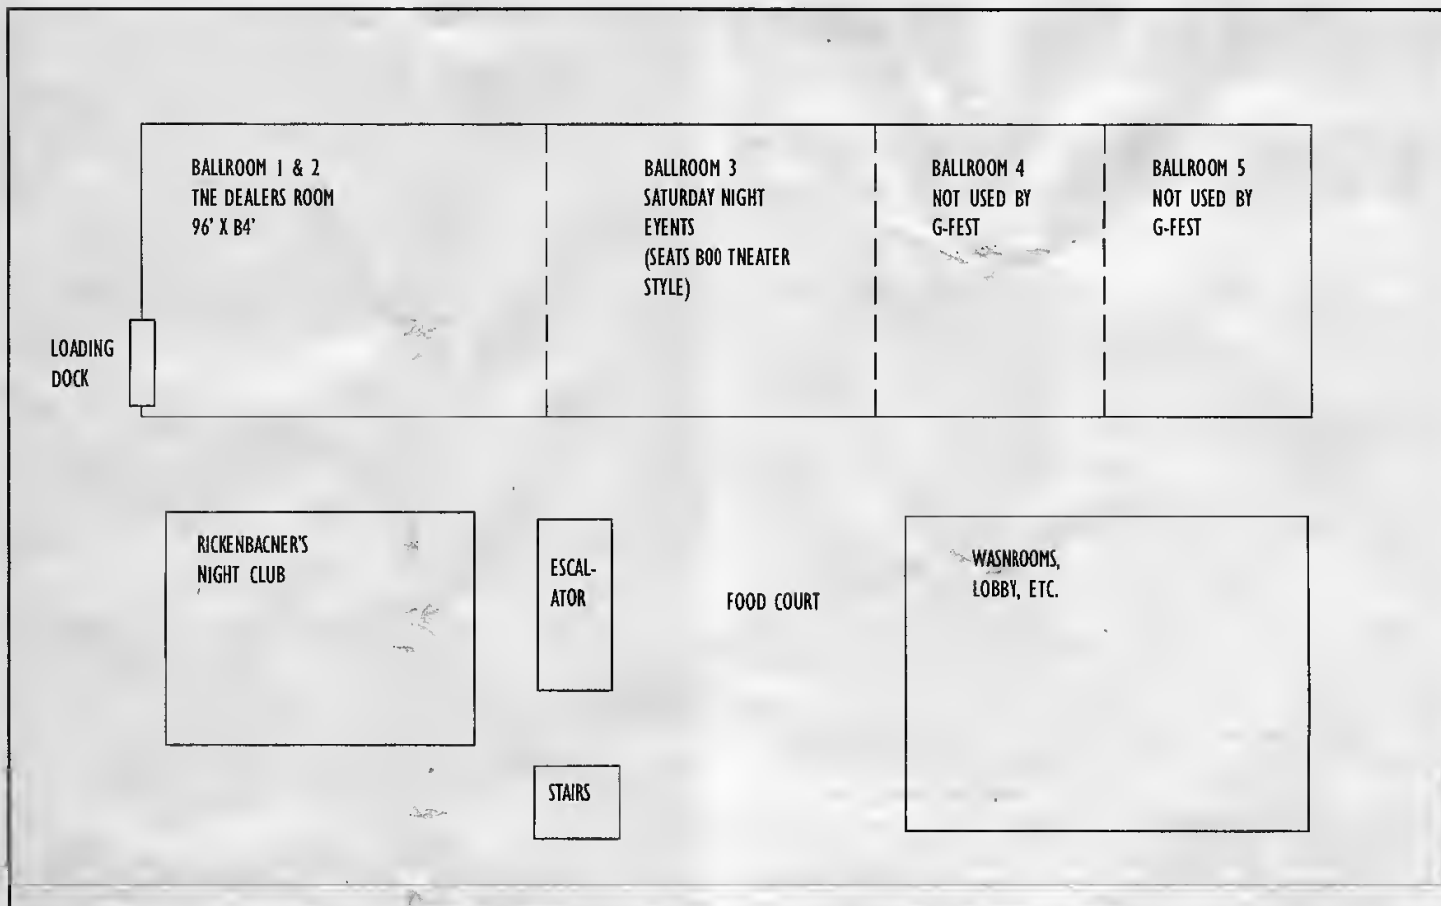 BALLROOM 1 & 2
TNE DEALERS ROOM
96' X B4'
BALLROOM 3
SATURDAY NIGHT
EYENTS
(SEATS B00 TNEATER
STYLE)
BALLROOM 4
NOT USED BY
G-FEST
BALLROOM 5
NOT USED BY
G-FEST
LOADING
DOCK
RICKENBACNER'S
NIGHT CLUB
ESCAL-
ATOR
FOOD COURT
WASNROOMS,
LOBBY, ETC.
STAIRS